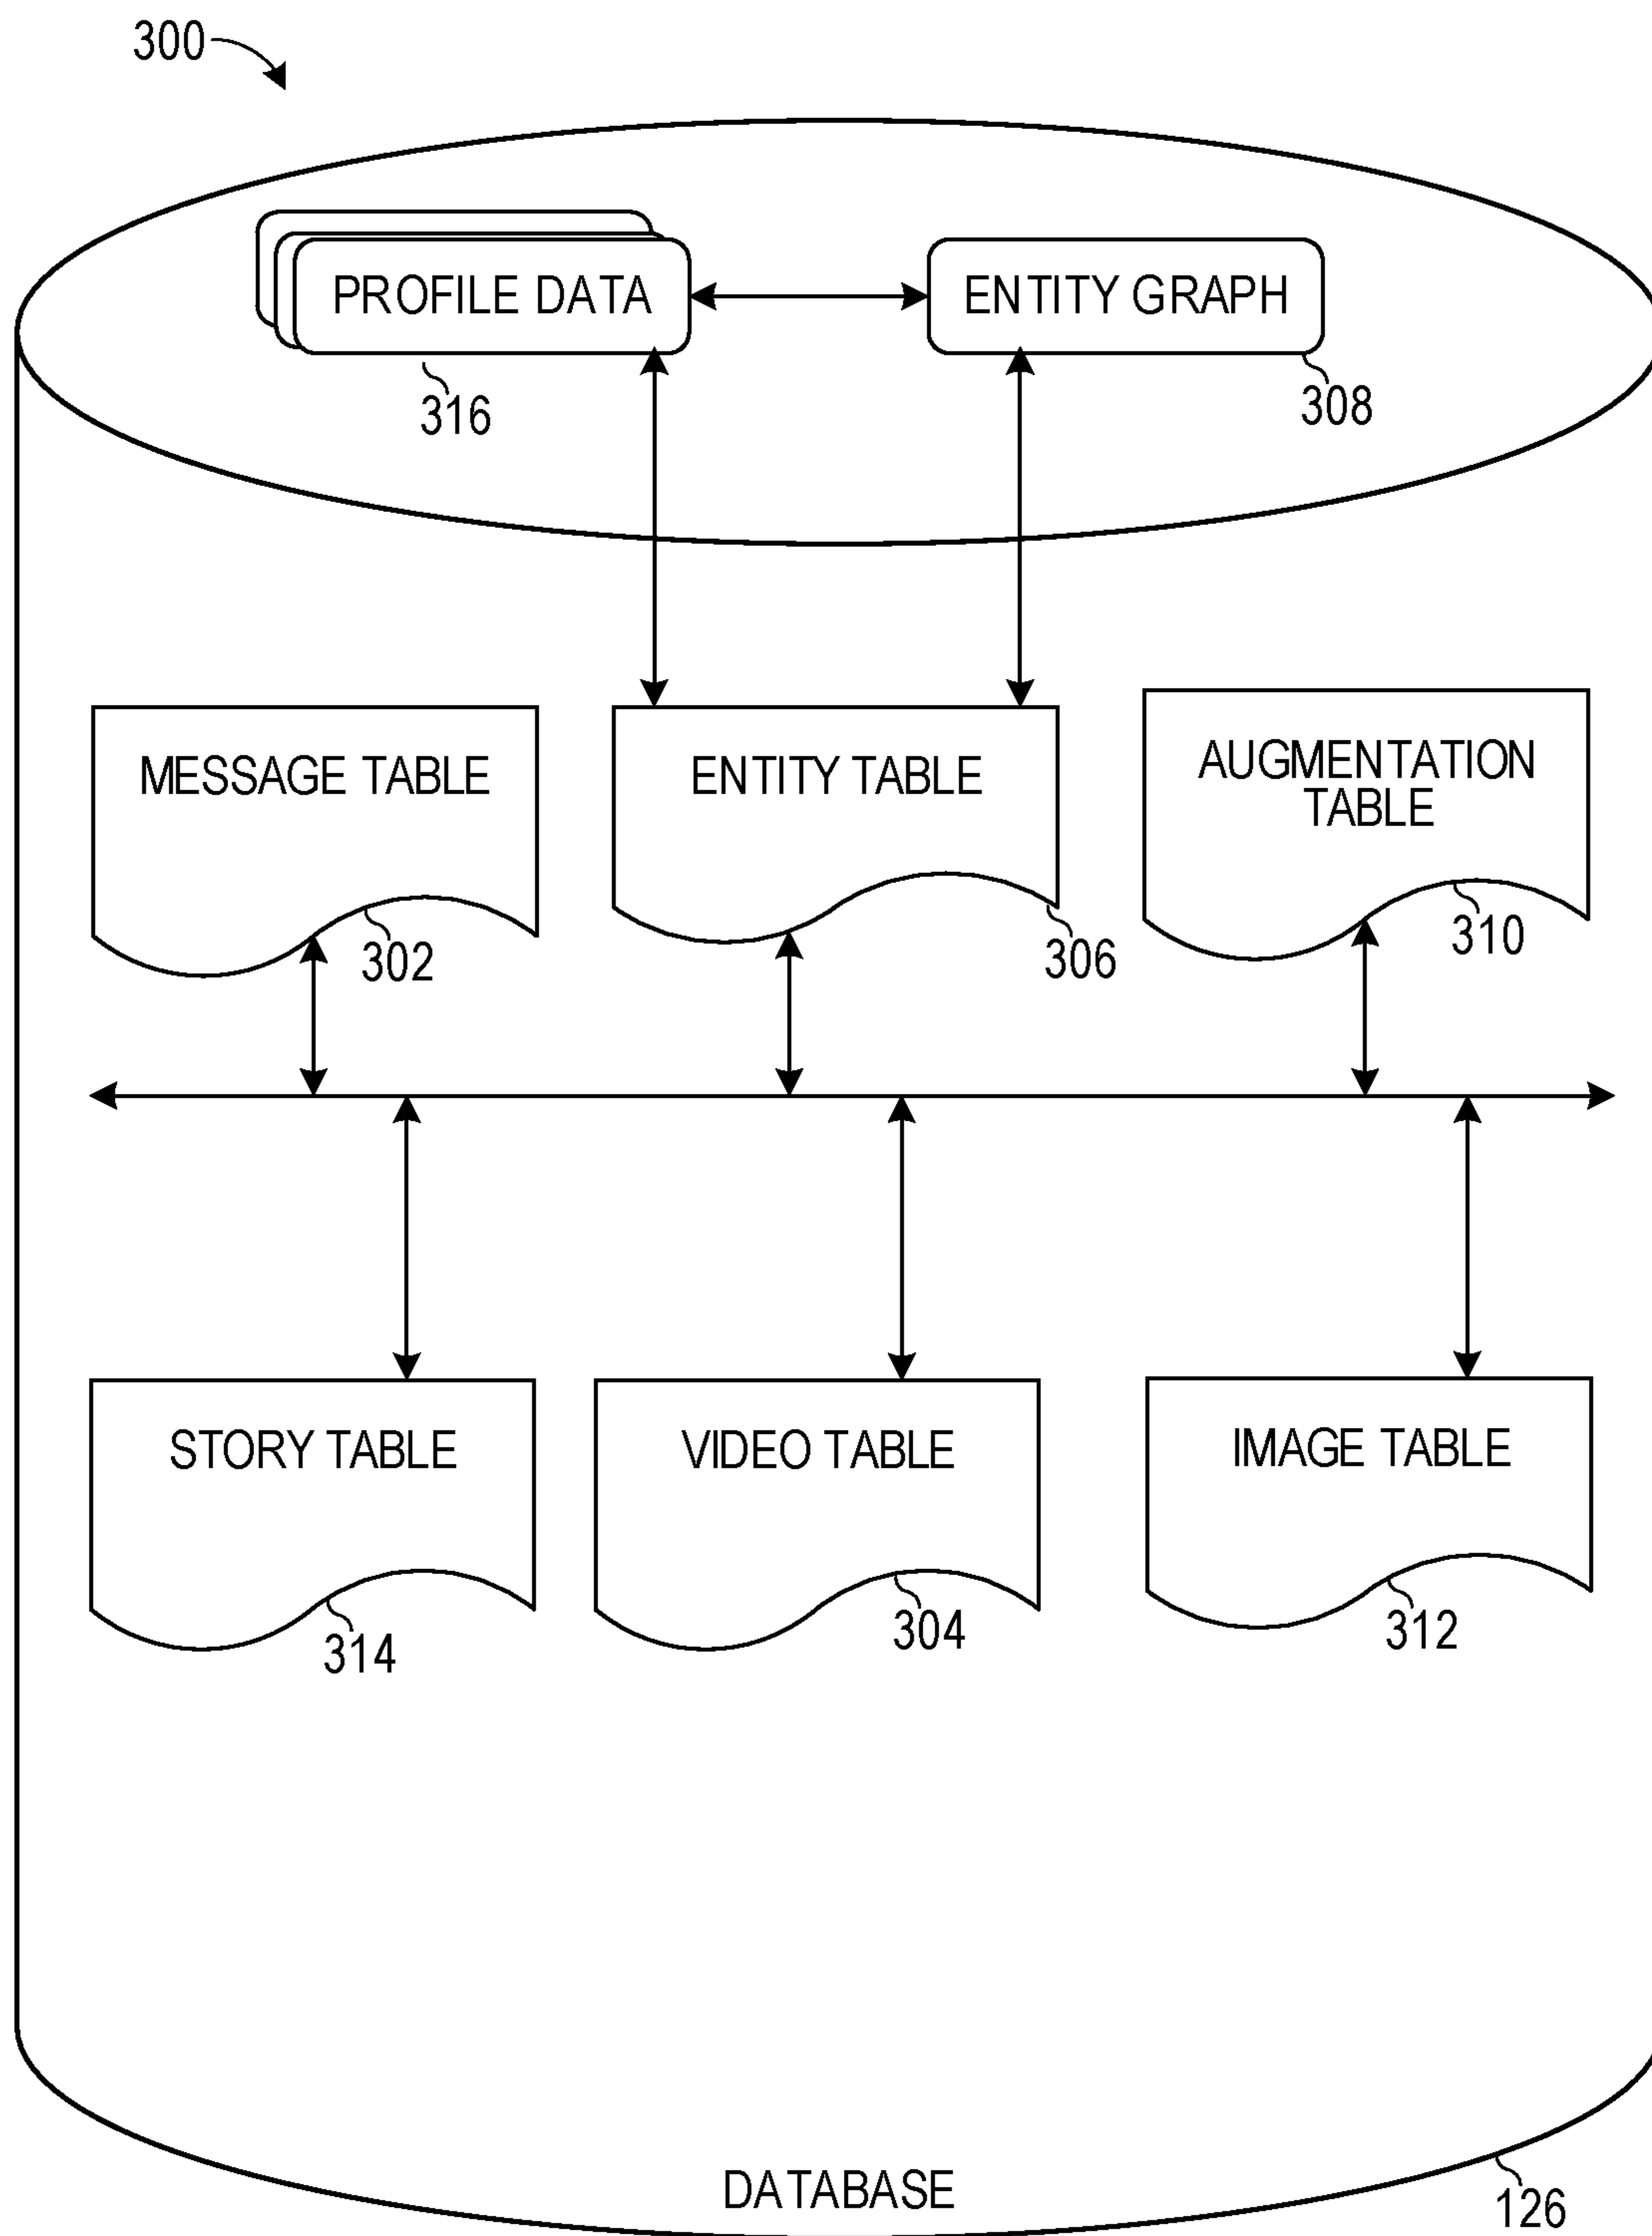 300
PROFILE DATA
ENTITY GRAPH
316
308
MESSAGE TABLE
ENTITY TABLE
AUGMENTATION
TABLE
302
306
310
STORY TABLE
VIDEO TABLE
IMAGE TABLE
314
304
312
DATABASE
126